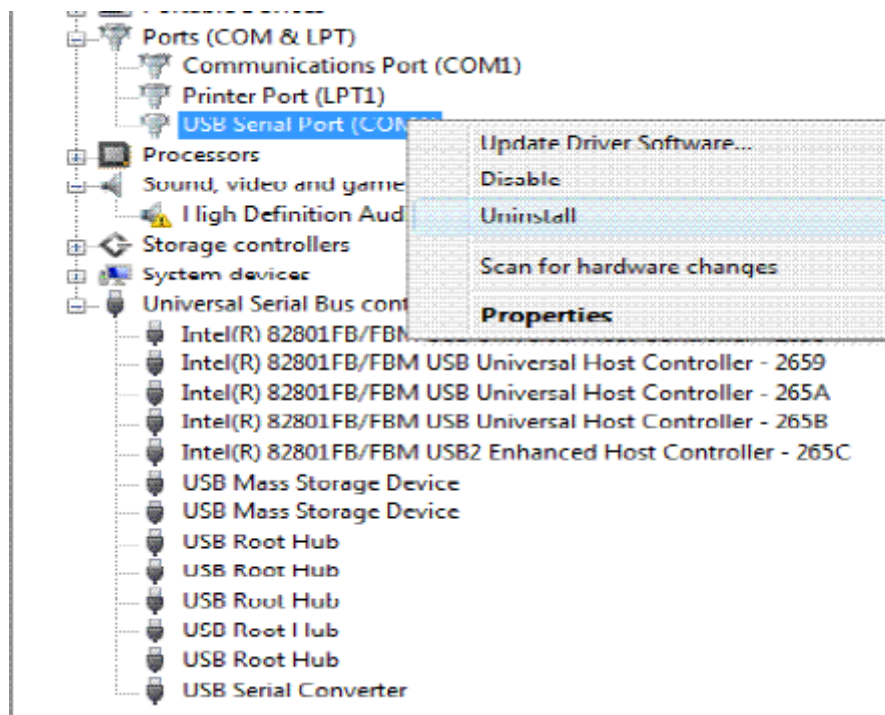 Ports (COM & LPT)
Communications Port (COM1)
Printer Port (LPT1)
USB Serial Port
Update Driver Software...
Processors
Disable
Sound, video and game
High Definition Aud
Uninstall
Storage controllers
Scan for hardware changes
System devices
Universal Serial Bus cont
Properties
Intel(R) 82801FB/FBM
Intel(R) 82801FB/FBM USB Universal Host Controller - 2659
Intel(R) 82801FB/FBM USB Universal Host Controller - 265A
Intel(R) 82801FB/FBM USB Universal Host Controller - 265B
Intel(R) 82801FB/FBM USB2 Enhanced Host Controller - 265C
USB Mass Storage Device
USB Mass Storage Device
USB Root Hub
USB Root Hub
USB Root Hub
USB Root Hub
USB Root Hub
USB Serial Converter